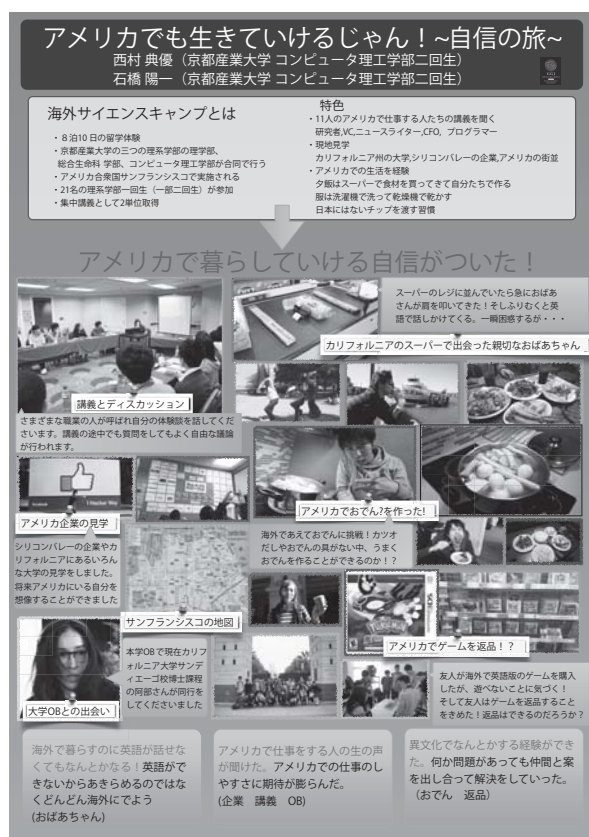 アメリカでも生きていけるじゃん！~自信の旅~
西村 典優（京都産業大学 コンピュータ理工学部二回生）
石橋 陽一（京都産業大学 コンピュータ理工学部二回生）
海外サイエンスキャンプとは
・８泊10 日の留学体験
・京都産業大学の三つの理系学部の理学部、
総合生命科 学部、コンピュータ理工学部が合同で行う
・アメリカ合衆国サンフランシスコで実施される
・21名の理系学部一回生（一部二回生）が参加
・集中講義として2単位取得
特色
・11人のアメリカで仕事する人たちの講義を聞く
研究者,VC,ニュースライター,CFO, プログラマー
・現地見学
カリフォルニア州の大学,シリコンバレーの企業,アメリカの街並
・アメリカでの生活を経験
夕飯はスーパーで食材を買ってきて自分たちで作る
服は洗濯機で洗って乾燥機で乾かす
日本にはないチップを渡す習慣
アメリカで暮らしていける自信がついた！
スーパーのレジに並んでいたら急におばあ
さんが肩を叩いてきた！そしふりむくと英
語で話しかけてくる。一瞬困惑するが・・・
カリフォルニアのスーパーで出会った親切なおばあちゃん
講義とディスカッション
さまざまな職業の人が呼ばれ自分の体験談を話してくだ
さいます。講義の途中でも質問をしてもよく自由な議論
が行われます。
アメリカでおでん?を作った!
海外であえておでんに挑戦！カツオ
だしやおでんの具がない中、うまく
おでんを作ることができるのか！？
facebook
1 Hacker Way
アメリカ企業の見学
シリコンバレーの企業やカ
リフォルニアにあるいろん
な大学の見学をしました。
将来アメリカにいる自分を
想像することができました
サンフランシスコの地図
アメリカでゲームを返品！？
友人が海外で英語版のゲームを購入
したが、遊べないことに気づく！
そして友人はゲームを返品すること
をきめた！返品はできるのだろうか？
大学OBとの出会い
本学OBで現在カリフ
ォルニア大学サンデ
ィエーゴ校博士課程
の阿部さんが同行を
してくださいました
海外で暮らすのに英語が話せな
くてもなんとかなる！英語がで
きないからあきらめるのではな
くどんどん海外にでよう
(おばあちゃん)
アメリカで仕事をする人の生の声
が聞けた。アメリカでの仕事のし
やすさに期待が膨らんだ。
(企業　講義　OB)
異文化でなんとかする経験ができ
た。何か問題があっても仲間と案
を出し合って解決をしていった。
（おでん　返品）